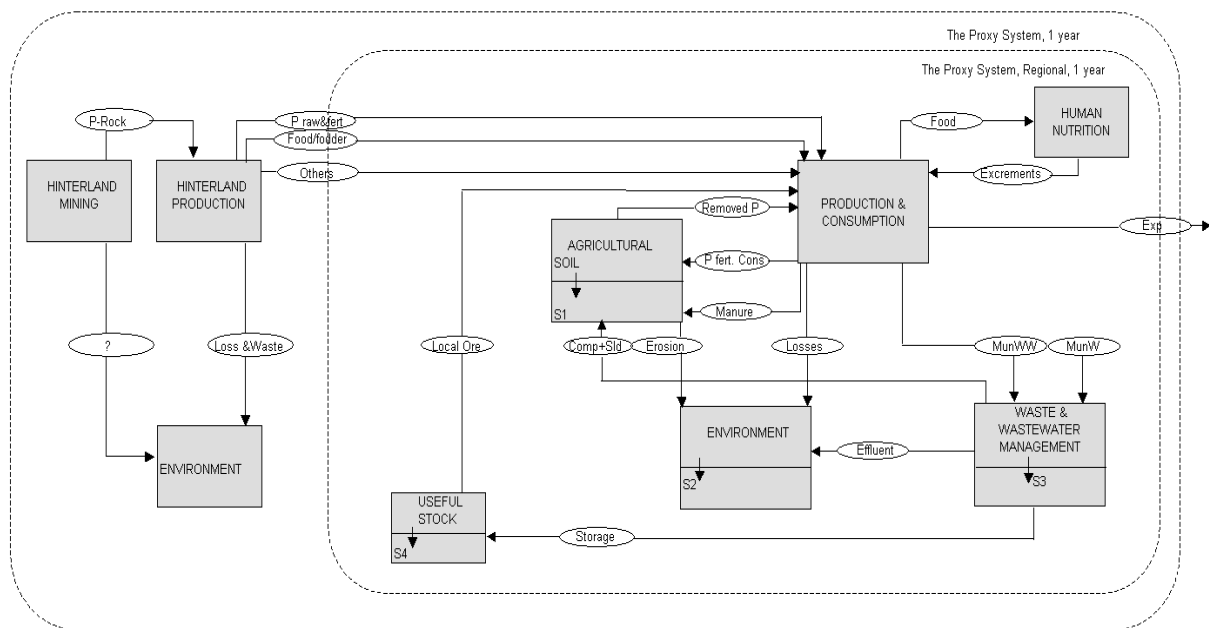 The Proxy System, 1 year
The Proxy System, Regional, 1 year
P-Rock
P raw&fert
Food/fodder
Others
Food
HUMAN
NUTRITION
Excrements
HINTERLAND
MINING
HINTERLAND
PRODUCTION
PRODUCTION &
CONSUMPTION
Removed P
Exp
AGRICULTURAL
SOIL
P fert. Cons
S1
Manure
?
Loss &Waste
Local Ore
Comp+Sld
Erosion
Losses
MunWW
MunW
ENVIRONMENT
ENVIRONMENT
S2
Effluent
WASTE &
WASTEWATER
MANAGEMENT
S3
USEFUL
STOCK
S4
Storage